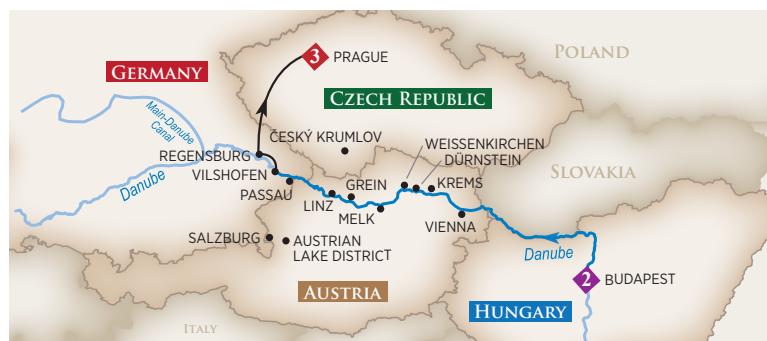 POLAND
GERMANY
3
PRAGUE
CZECH REPUBLIC
Main-Danube
Canal
ČESKÝ KRUMLOV
WEISSENKIRCHEN
DÜRNSTEIN
REGENSBURG
SLOVAKIA
VILSHOFEN
Danube
PASSAU
GREIN
KREMS
LINZ
MELK
VIENNA
SALZBURG
AUSTRIAN
LAKE DISTRICT
Danube
2
BUDAPEST
AUSTRIA
HUNGARY
ITALY